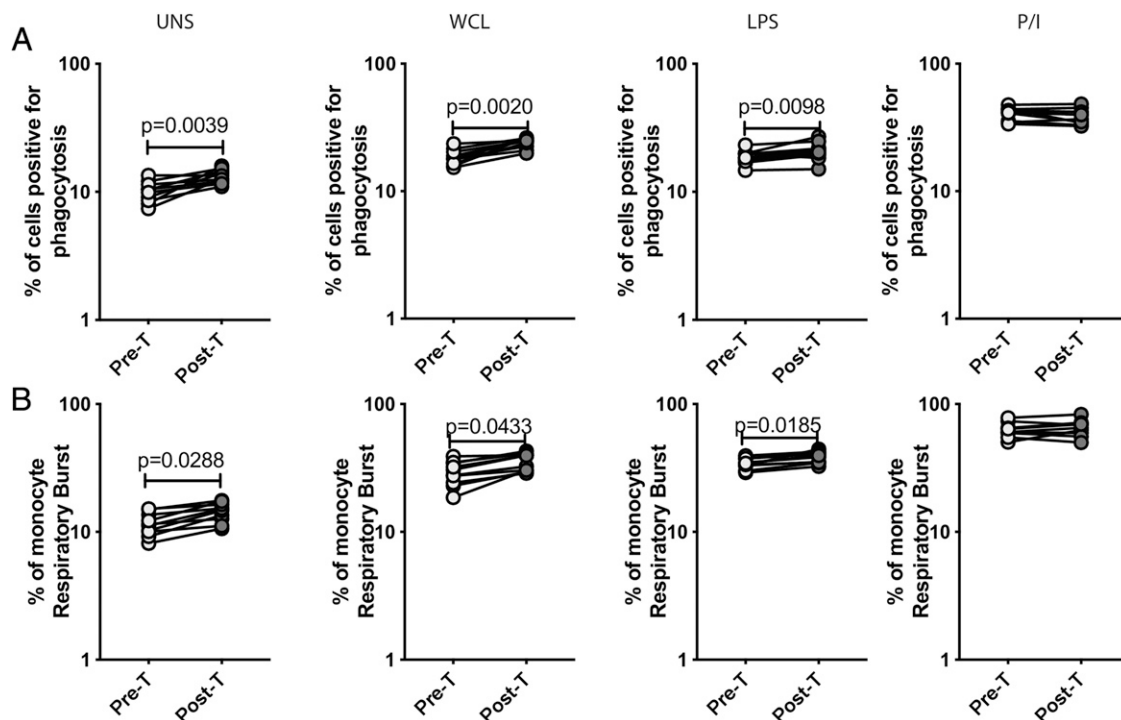 UNS WCL LPS P/I
A
100 100 100 100
p=0.0039 p=0.0020 p=0.0098
10 10 10 10
1 1 1 1
% of cells positive for
phagocytosis
% of cells positive for
phagocytosis
% of cells positive for
phagocytosis
% of cells positive for
phagocytosis
Pre-T Post-T Pre-T Post-T Pre-T Post-T Pre-T Post-T
B
100 100 100 100
p=0.0288 p=0.0433 p=0.0185
10 10 10 10
1 1 1 1
% of monocyte
Respiratory Burst
% of monocyte
Respiratory Burst
% of monocyte
Respiratory Burst
% of monocyte
Respiratory Burst
Pre-T Post-T Pre-T Post-T Pre-T Post-T Pre-T Post-T